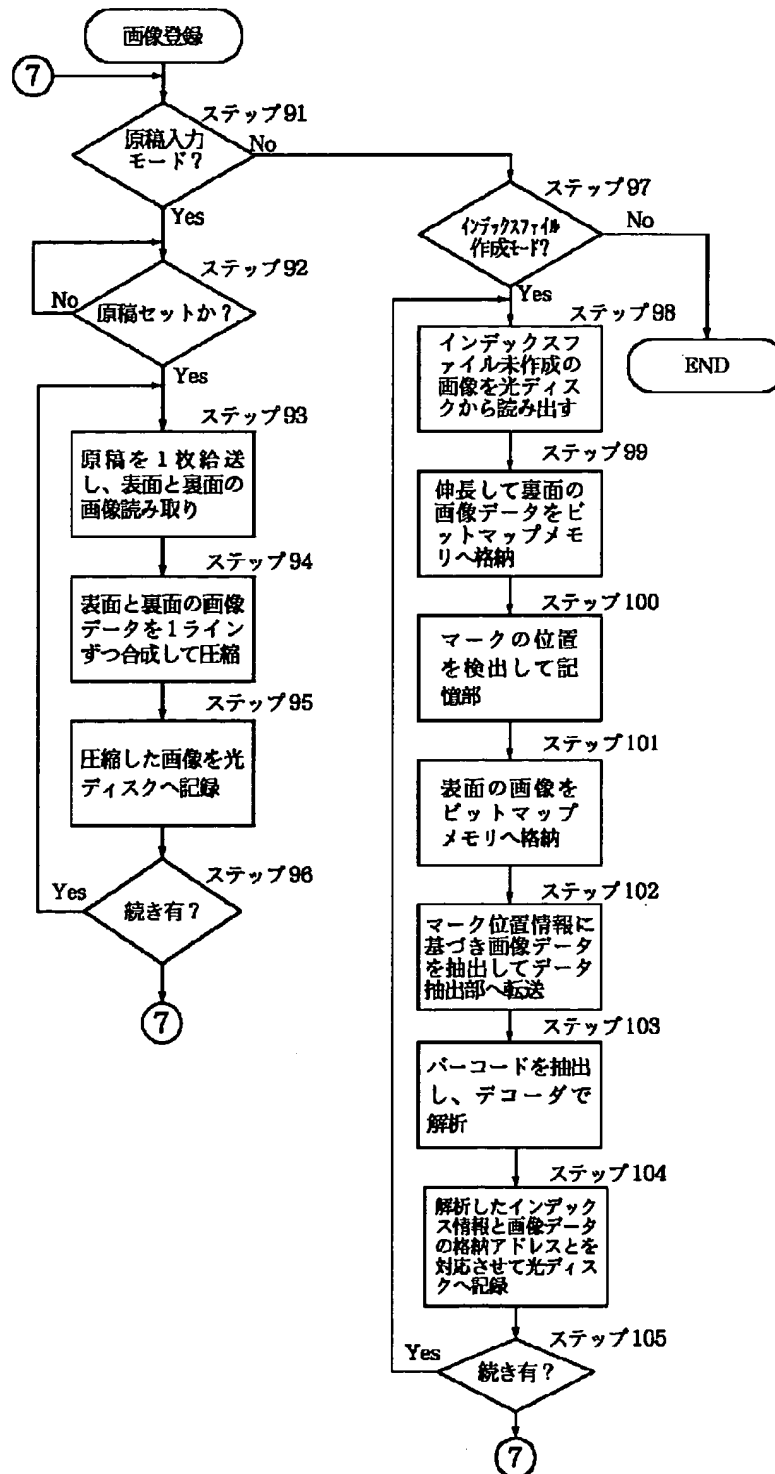 画像登録
7
ステップ91
原稿入力
モード?
No
Yes
ステップ92
原稿セットか?
No
Yes
ステップ93
原稿を1枚給送
し、表面と裏面の
画像読み取り
ステップ94
表面と裏面の画像
データを1ライン
ずつ合成して圧縮
ステップ95
圧縮した画像を光
ディスクへ記録
ステップ96
Yes
続き有?
7
ステップ97
インデックスファイル
作成モード?
No
Yes
END
ステップ98
インデックスフ
ァイル未作成の
画像を光ディス
クから読み出す
ステップ99
伸長して裏面の
画像データをビ
ットマップメモ
リへ格納
ステップ100
マークの位置
を検出して記
憶部
ステップ101
表面の画像を
ビットマップ
メモリへ格納
ステップ102
マーク位置情報に
基づき画像データ
を抽出してデータ
抽出部へ転送
ステップ103
バーコードを抽出
し、デコーダで
解析
ステップ104
解析したインデック
ス情報と画像データ
の格納アドレスとを
対応させて光ディス
クへ記録
ステップ105
Yes
続き有?
7